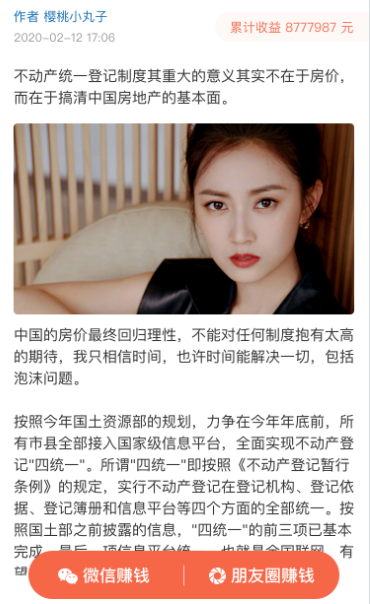 作者 樱桃小丸子
2020-02-12 17:06
累计收益 8777987 元
不动产统一登记制度其重大的意义其实不在于房价，
而在于搞清中国房地产的基本面。
中国的房价最终回归理性，不能对任何制度抱有太高
的期待，我只相信时间，也许时间能解决一切，包括
泡沫问题。
按照今年国土资源部的规划，力争在今年年底前，所
有市县全部接入国家级信息平台，全面实现不动产登
记"四统一"。所谓"四统一"即按照《不动产登记暂行
条例》的规定，实行不动产登记在登记机构、登记依
据、登记簿册和信息平台等四个方面的全部统一。按
照国土部之前披露的信息，"四统一"的前三项已基本
完成，最后一项信息平台统一，也就是全国联网，有
望
微信赚钱
朋友圈赚钱